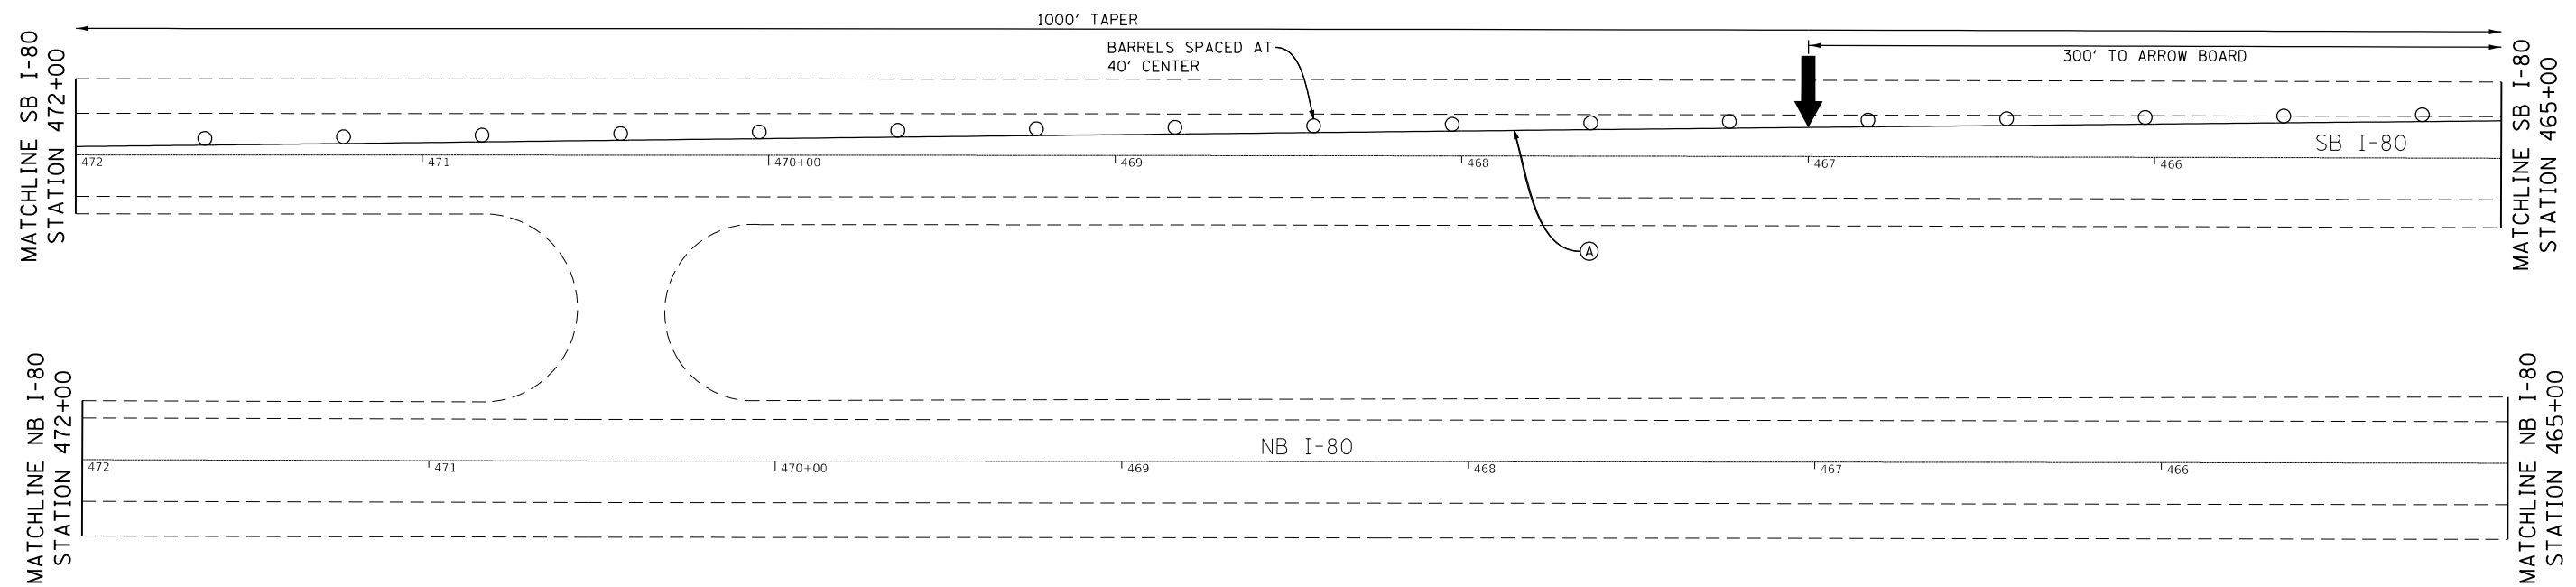 1000' TAPER
BARRELS SPACED AT
40' CENTER
300' TO ARROW BOARD
MATCHLINE SB I-80
STATION 472+00
MATCHLINE SB I-80
STATION 465+00
SB I-80
472
471
470+00
469
468
467
466
A
MATCHLINE NB I-80
STATION 472+00
MATCHLINE NB I-80
STATION 465+00
NB I-80
472
471
470+00
469
468
467
466